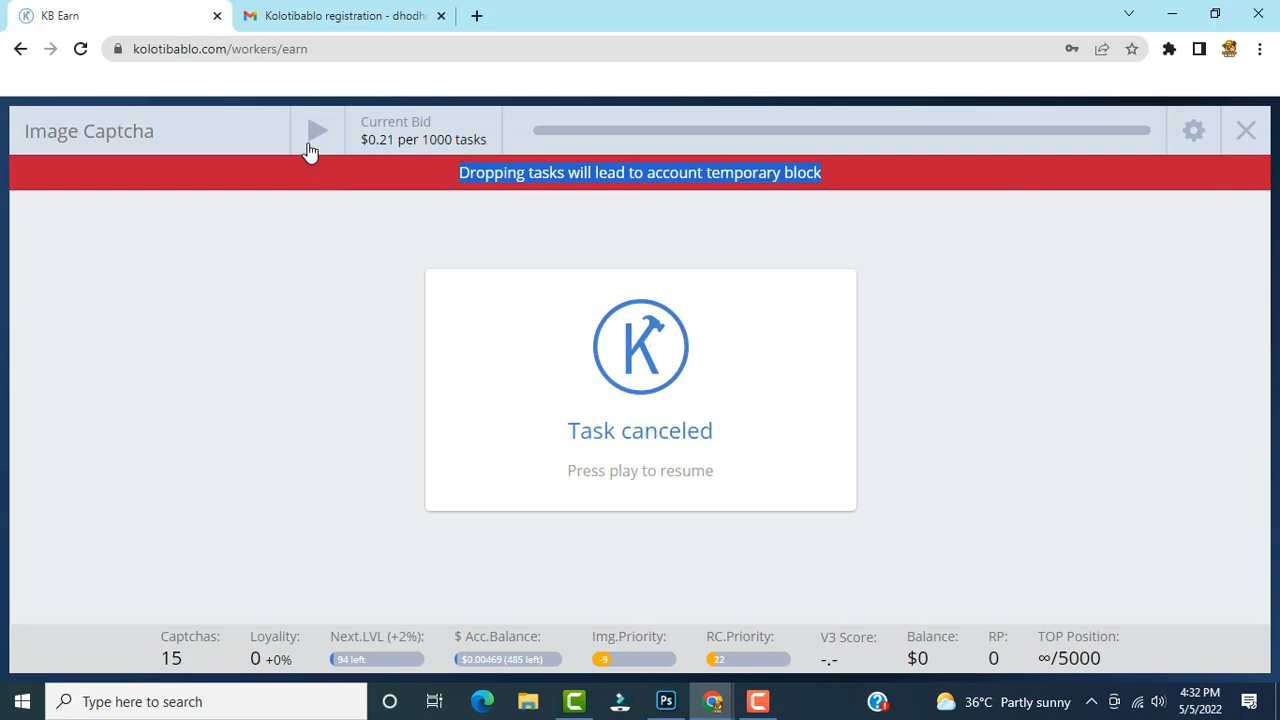 KB Earn
Kolotibablo registration - dhodh
kolotibablo.com/workers/earn
Image Captcha
Current Bid
$0.21 per 1000 tasks
Dropping tasks will lead to account temporary block
K
Task canceled
Press play to resume
Captchas:
15
Loyality:
0 +0%
Next.LVL (+2%):
94 left
$ Acc.Balance:
$0.00469 (485 left)
Img.Priority:
-9
RC.Priority:
22
V3 Score:
-.-
Balance:
$0
RP:
0
TOP Position:
∞/5000
Type here to search
Ps
36°C Partly sunny
4:32 PM
5/5/2022